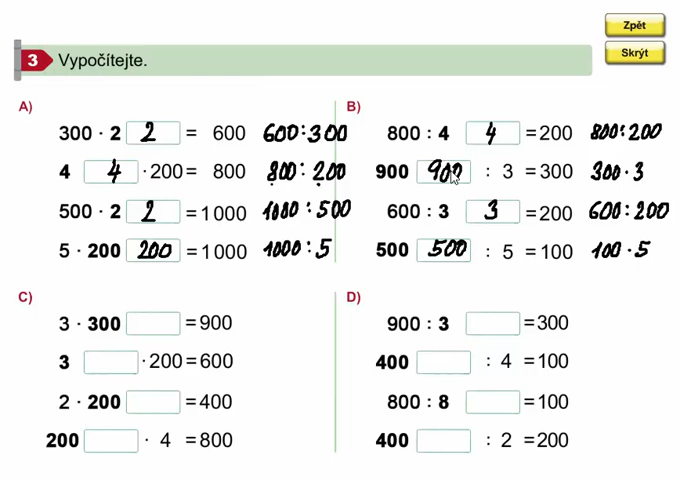 Zpět
Skrýt
3 Vypočítejte.
A)
300 · 2 2 = 600 600:300
4 4 · 200 = 800 800:200
500 · 2 2 = 1000 1000:500
5 · 200 200 = 1000 1000:5
B)
800 : 4 4 = 200 800:200
900 900 : 3 = 300 300·3
600 : 3 3 = 200 600:200
500 500 : 5 = 100 100·5
C)
3 · 300 = 900
3 · 200 = 600
2 · 200 = 400
200 · 4 = 800
D)
900 : 3 = 300
400 : 4 = 100
800 : 8 = 100
400 : 2 = 200